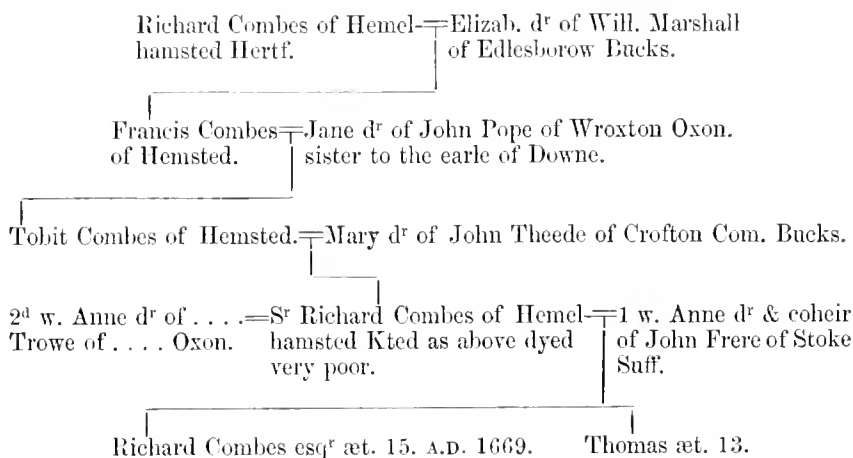 Richard Combes of Hemel-
hamsted Hertf.
Elizab. dʳ of Will. Marshall
of Edlesborow Bucks.
Francis Combes
of Hemsted.
Jane dʳ of John Pope of Wroxton Oxon.
sister to the earle of Downe.
Tobit Combes of Hemsted.
Mary dʳ of John Theede of Crofton Com. Bucks.
2ᵈ w. Anne dʳ of . . . .
Trowe of . . . . Oxon.
Sʳ Richard Combes of Hemel-
hamsted Kted as above dyed
very poor.
1 w. Anne dʳ & coheir
of John Frere of Stoke
Suff.
Richard Combes esqʳ æt. 15. A.D. 1669.
Thomas æt. 13.